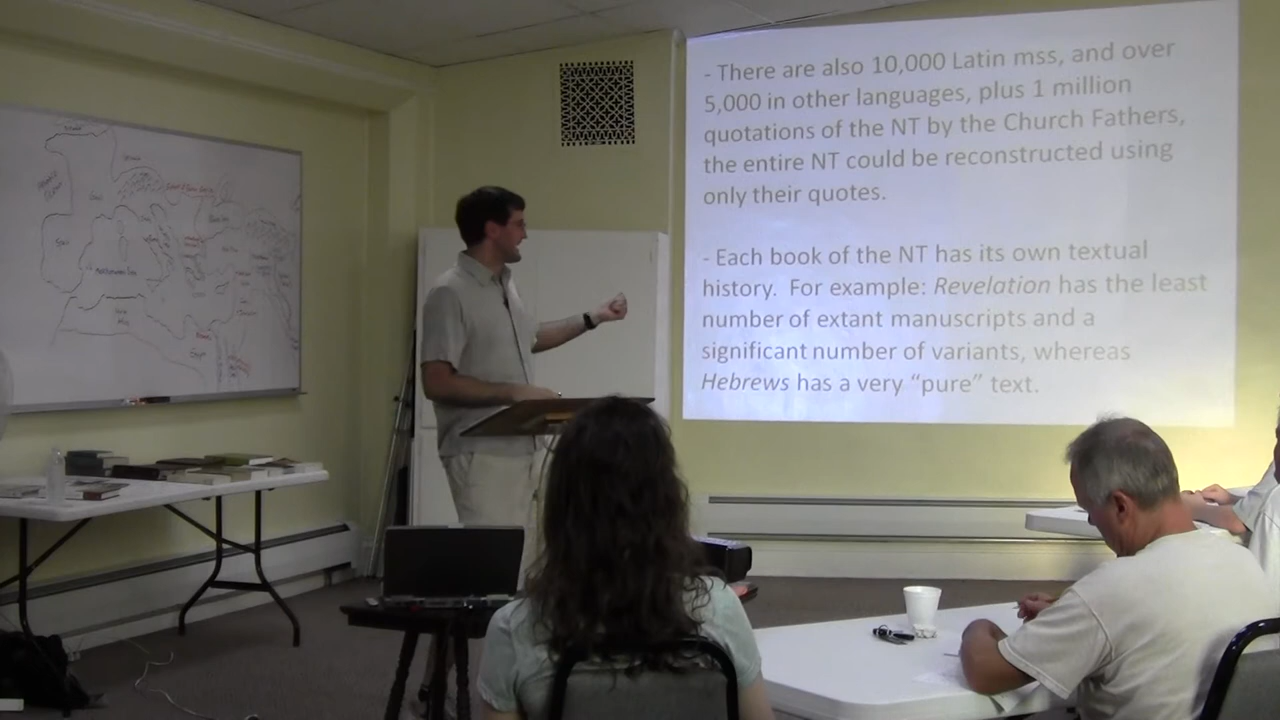 - There are also 10,000 Latin mss, and over
5,000 in other languages, plus 1 million
quotations of the NT by the Church Fathers,
the entire NT could be reconstructed using
only their quotes.
- Each book of the NT has its own textual
history. For example: Revelation has the least
number of extant manuscripts and a
significant number of variants, whereas
Hebrews has a very “pure” text.